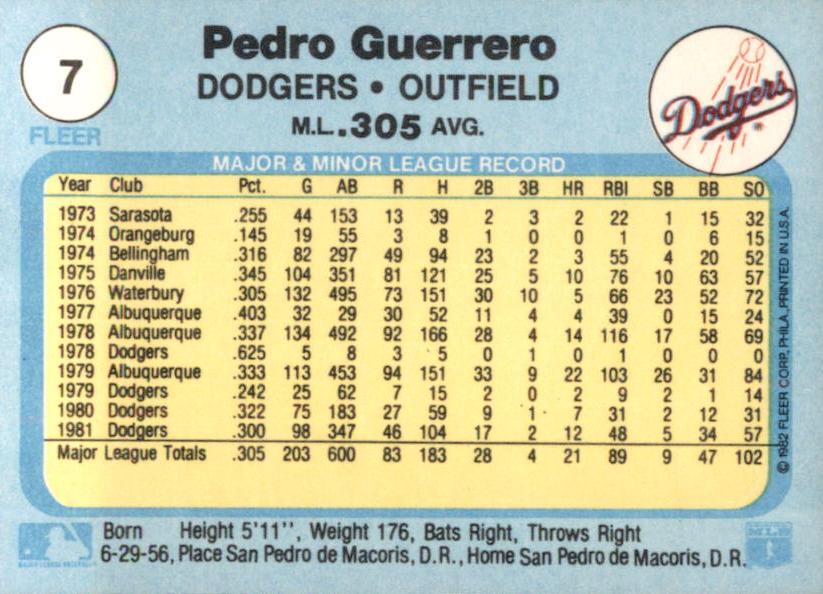 7
Pedro Guerrero
DODGERS • OUTFIELD
M.L. .305 AVG.
Dodgers
®
FLEER
MAJOR & MINOR LEAGUE RECORD
Year Club Pct. G AB R H 2B 3B HR RBI SB BB SO
1973 Sarasota .255 44 153 13 39 2 3 2 22 1 15 32
1974 Orangeburg .145 19 55 3 8 1 0 0 1 0 6 15
1974 Bellingham .316 82 297 49 94 23 2 3 55 4 20 52
1975 Danville .345 104 351 81 121 25 5 10 76 10 63 57
1976 Waterbury .305 132 495 73 151 30 10 5 66 23 52 72
1977 Albuquerque .403 32 29 30 52 11 4 4 39 0 15 24
1978 Albuquerque .337 134 492 92 166 28 4 14 116 17 58 69
1978 Dodgers .625 5 8 3 5 0 1 0 1 0 0 0
1979 Albuquerque .333 113 453 94 151 33 9 22 103 26 31 84
1979 Dodgers .242 25 62 7 15 2 0 2 9 2 1 14
1980 Dodgers .322 75 183 27 59 9 1 7 31 2 12 31
1981 Dodgers .300 98 347 46 104 17 2 12 48 5 34 57
Major League Totals .305 203 600 83 183 28 4 21 89 9 47 102
© 1982 FLEER CORP., PHILA. PRINTED IN U.S.A.
Born Height 5'11'', Weight 176, Bats Right, Throws Right
6-29-56, Place San Pedro de Macoris, D.R., Home San Pedro de Macoris, D.R.
MAJOR LEAGUE BASEBALL